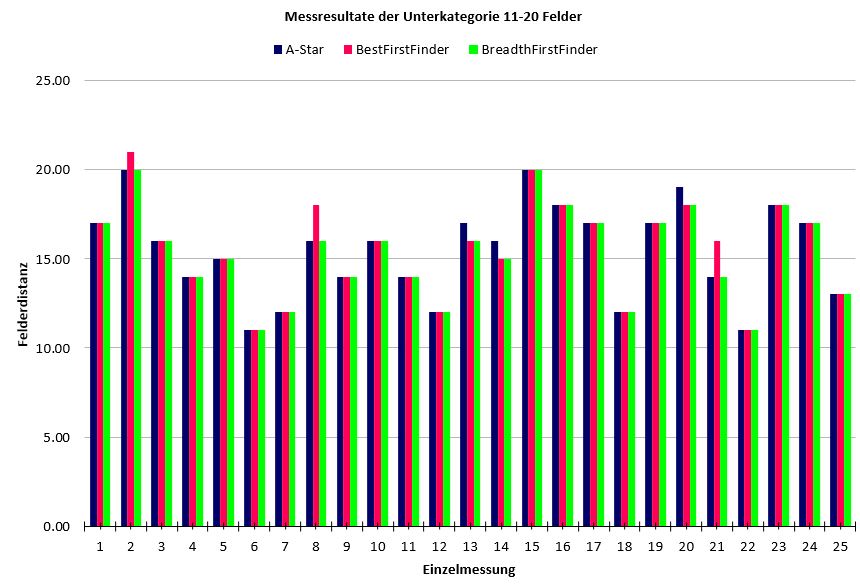 Messresultate der Unterkategorie 11-20 Felder
A-Star BestFirstFinder BreadthFirstFinder
25.00
20.00
15.00
10.00
5.00
0.00
Felderdistanz
1 2 3 4 5 6 7 8 9 10 11 12 13 14 15 16 17 18 19 20 21 22 23 24 25
Einzelmessung